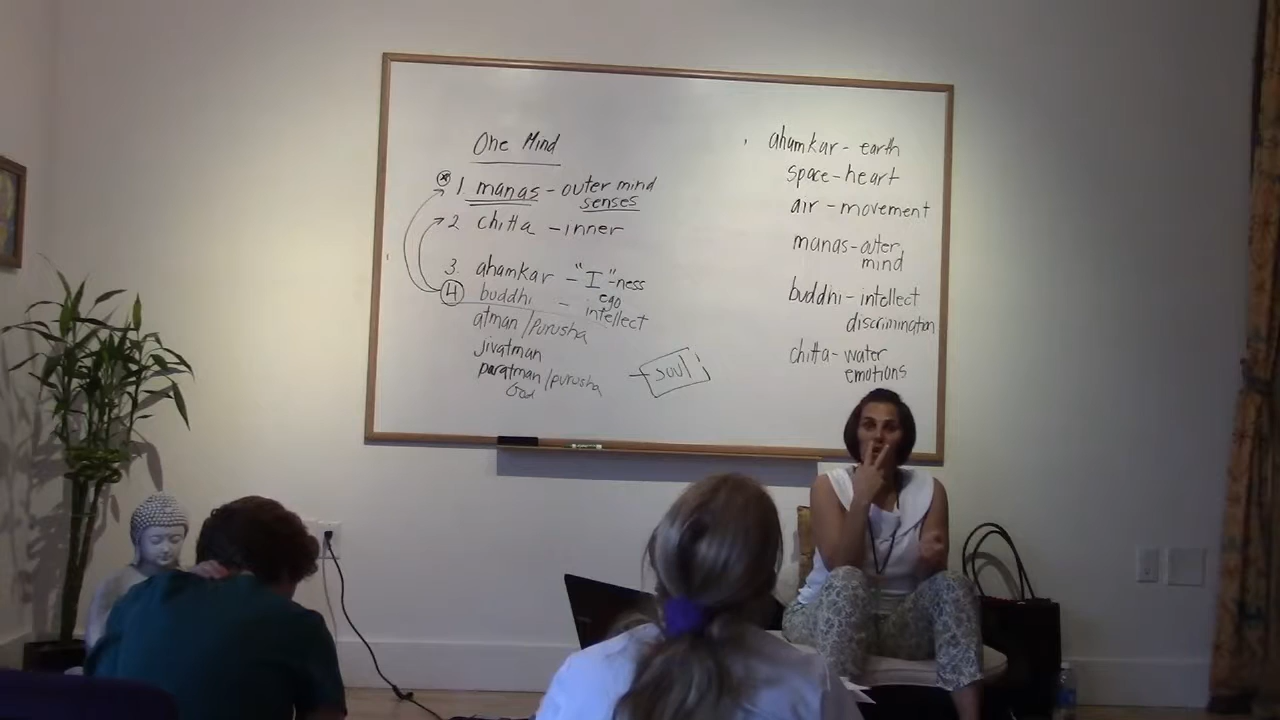 One Mind
1. manas - outer mind
senses
2 chitta - inner
3. ahamkar - "I"-ness
ego
4 buddhi - intellect
atman/Purusha
jivatman
paratman/purusha
God
soul
ahamkar - earth
space - heart
air - movement
manas - outer
mind
buddhi - intellect
discrimination
chitta - water
emotions